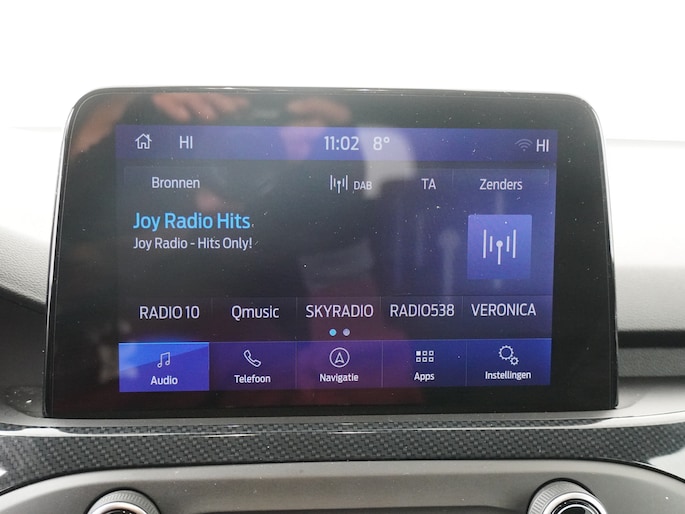 HI 11:02 8° HI
Bronnen DAB TA Zenders
Joy Radio Hits
Joy Radio - Hits Only!
RADIO 10 Qmusic SKYRADIO RADIO538 VERONICA
Audio Telefoon Navigatie Apps Instellingen